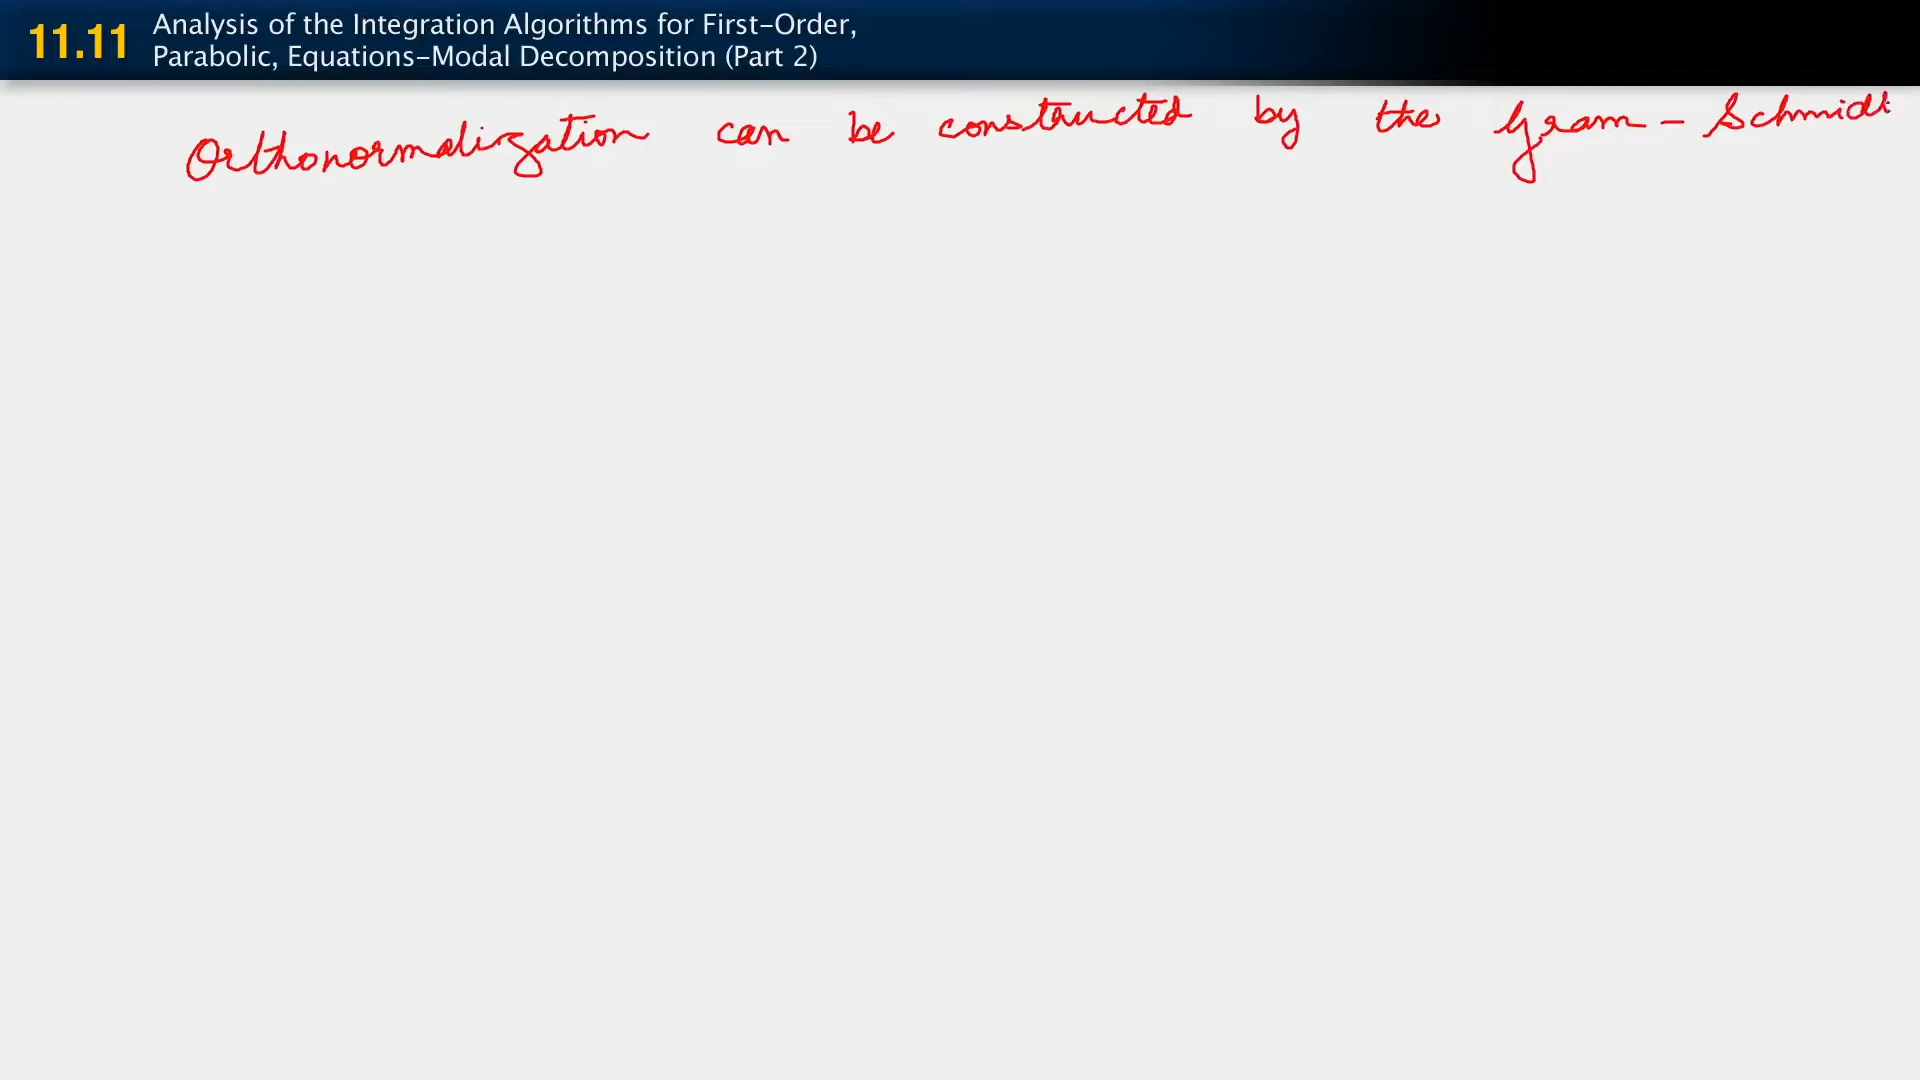 11.11
Analysis of the Integration Algorithms for First-Order,
Parabolic, Equations-Modal Decomposition (Part 2)
Orthonormalization can be constructed by the Gram - Schmidt